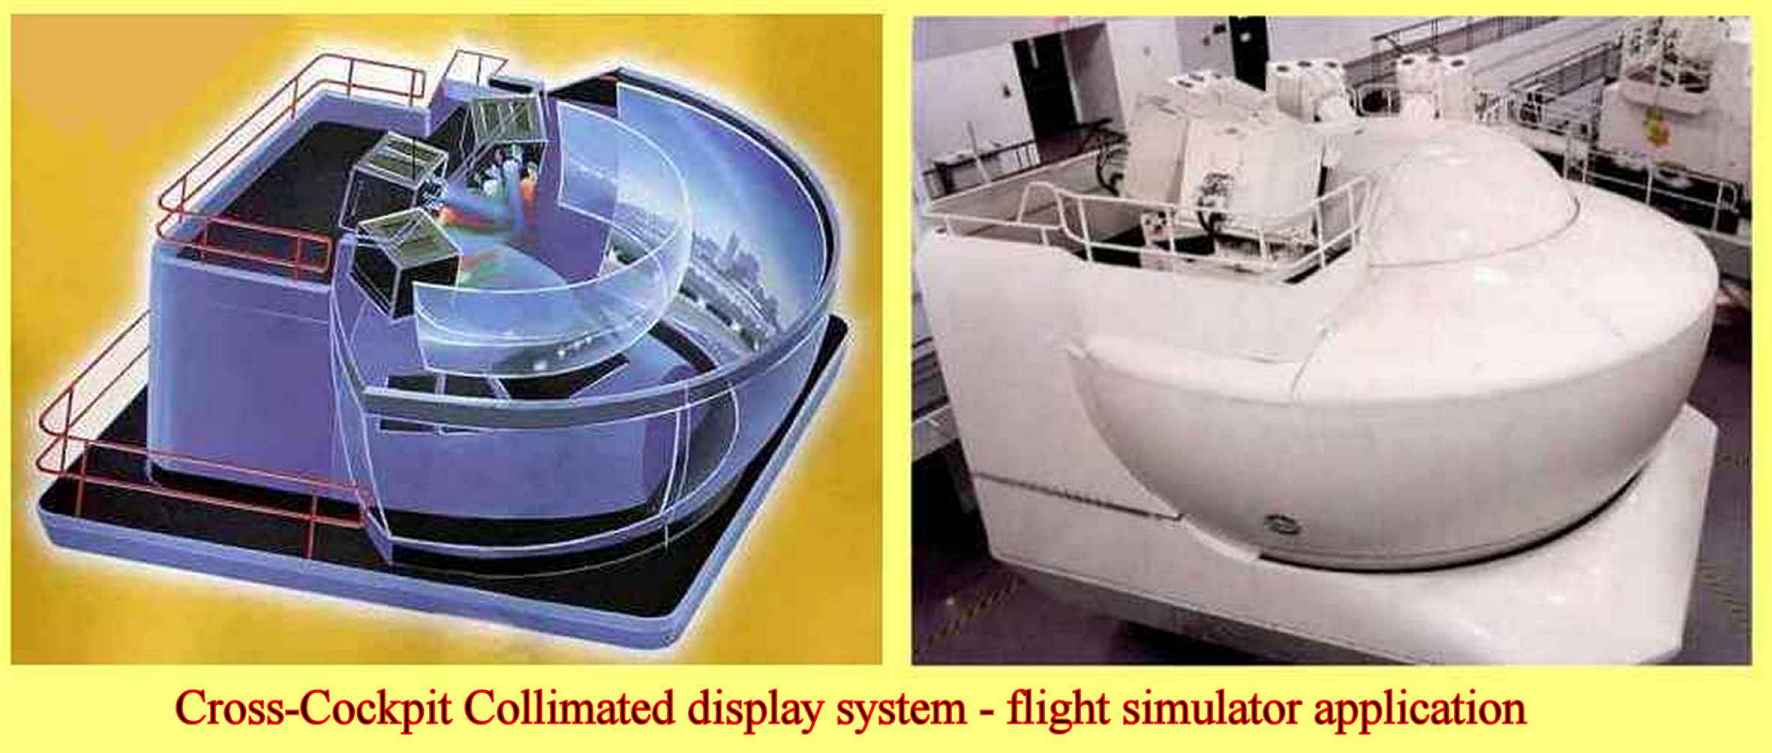 Cross-Cockpit Collimated display system - flight simulator application